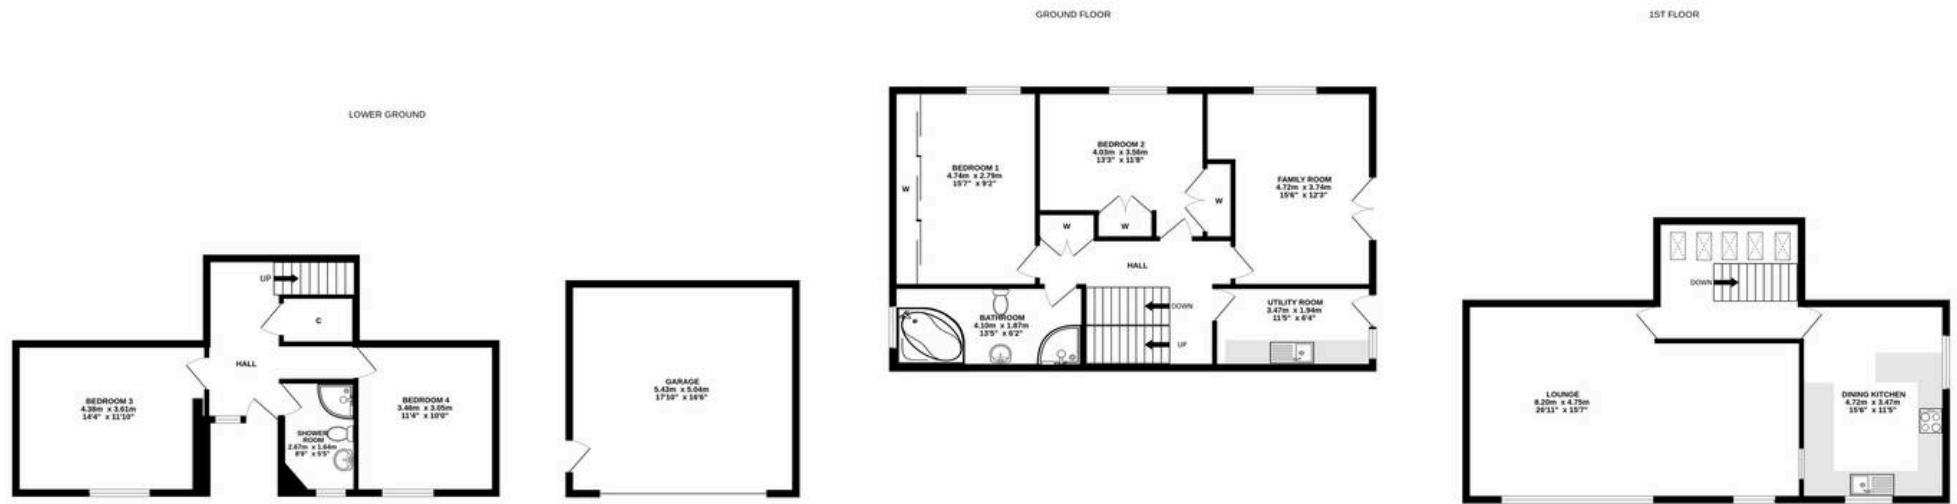 GROUND FLOOR
1ST FLOOR
LOWER GROUND
UP
C
HALL
BEDROOM 3
4.38m x 3.61m
14'4" x 11'10"
BEDROOM 4
3.46m x 3.05m
11'4" x 10'0"
SHOWER
ROOM
2.67m x 1.64m
8'9" x 5'5"
GARAGE
5.43m x 5.04m
17'10" x 16'6"
W
BEDROOM 1
4.74m x 2.79m
15'7" x 9'2"
BEDROOM 2
4.03m x 3.56m
13'3" x 11'8"
W
W
W
FAMILY ROOM
4.72m x 3.74m
15'6" x 12'3"
HALL
BATHROOM
4.10m x 1.87m
13'5" x 6'2"
DOWN
UP
UTILITY ROOM
3.47m x 1.94m
11'5" x 6'4"
DOWN
LOUNGE
8.20m x 4.75m
26'11" x 15'7"
DINING KITCHEN
4.72m x 3.47m
15'6" x 11'5"